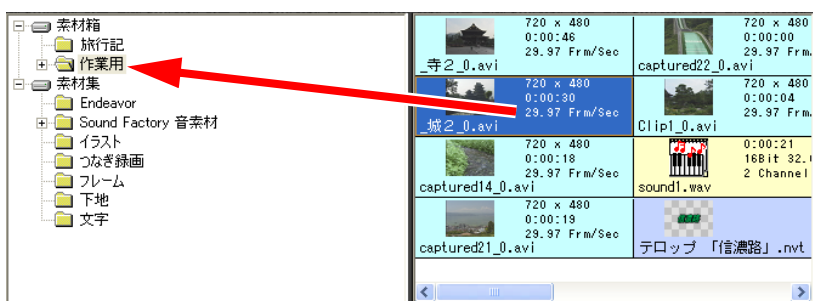 素材箱
旅行記
作業用
素材集
Endeavor
Sound Factory 音素材
イラスト
つなぎ録画
フレーム
下地
文字
720 x 480
0:00:46
29.97 Frm/Sec
_寺2_0.avi
720 x 480
0:00:00
29.97 Frm.
captured22_0.avi
720 x 480
0:00:30
29.97 Frm/Sec
_城2_0.avi
720 x 480
0:00:04
29.97 Frm.
Clip1_0.avi
720 x 480
0:00:18
29.97 Frm/Sec
captured14_0.avi
0:00:21
16Bit 32.
2 Channel
sound1.wav
720 x 480
0:00:19
29.97 Frm/Sec
captured21_0.avi
信濃路
テロップ 「信濃路」.nvt